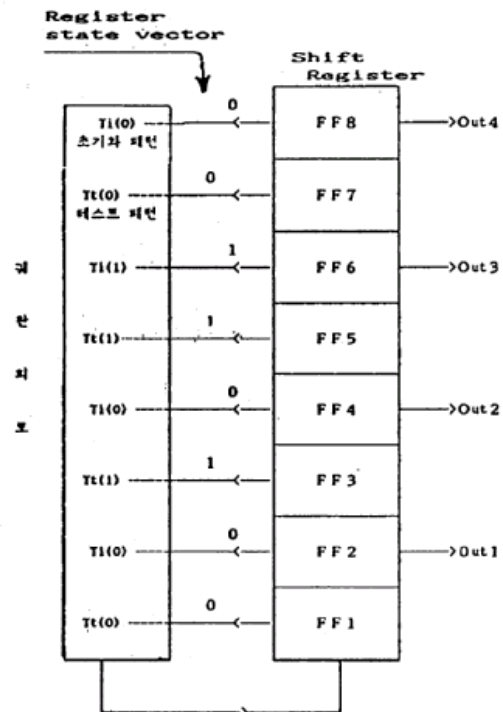 Register
state vector
Shift
Register
Ti(0) 0 FF8 Out4
초기화 패턴
Tt(0) 0 FF7
테스트 패턴
Ti(1) 1 FF6 Out3
Tt(1) 1 FF5
Ti(0) 0 FF4 Out2
Tt(1) 1 FF3
Ti(0) 0 FF2 Out1
Tt(0) 0 FF1